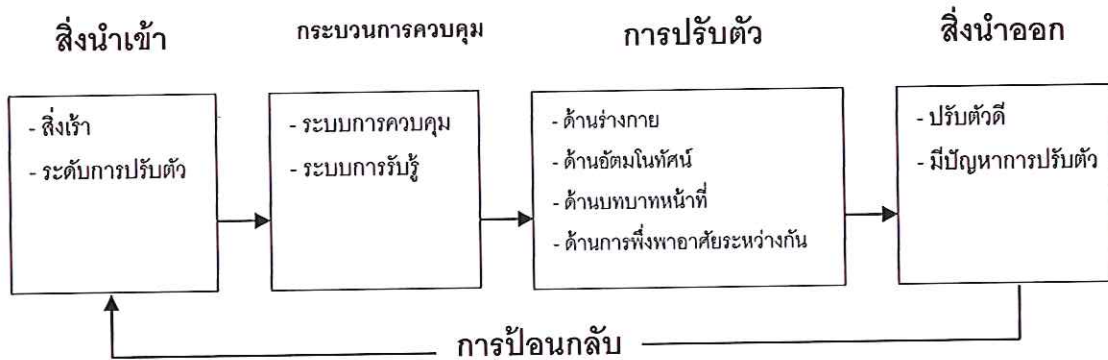 สิ่งนำเข้า
กระบวนการควบคุม
การปรับตัว
สิ่งนำออก
- สิ่งเร้า
- ระดับการปรับตัว
- ระบบการควบคุม
- ระบบการรับรู้
- ด้านร่างกาย
- ด้านอัตมโนทัศน์
- ด้านบทบาทหน้าที่
- ด้านการพึ่งพาอาศัยระหว่างกัน
- ปรับตัวดี
- มีปัญหาการปรับตัว
การป้อนกลับ